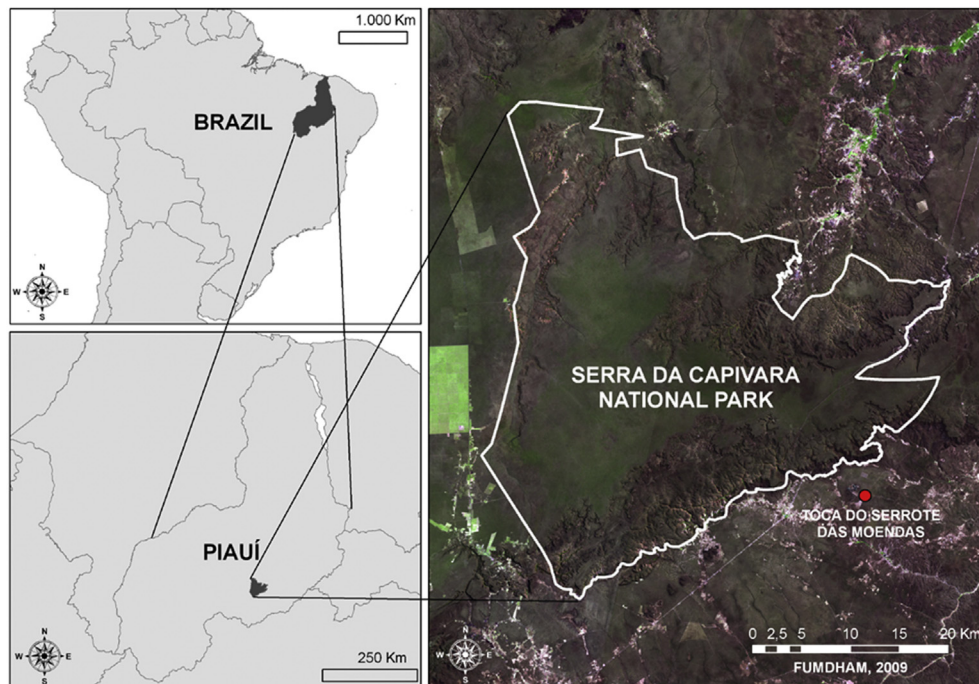 1.000 Km
BRAZIL
N
W E
S
PIAUÍ
N
W E
S
250 Km
SERRA DA CAPIVARA
NATIONAL PARK
TOCA DO SERROTE
DAS MOENDAS
N
W E
S
0 2,5 5 10 15 20 Km
FUMDHAM, 2009